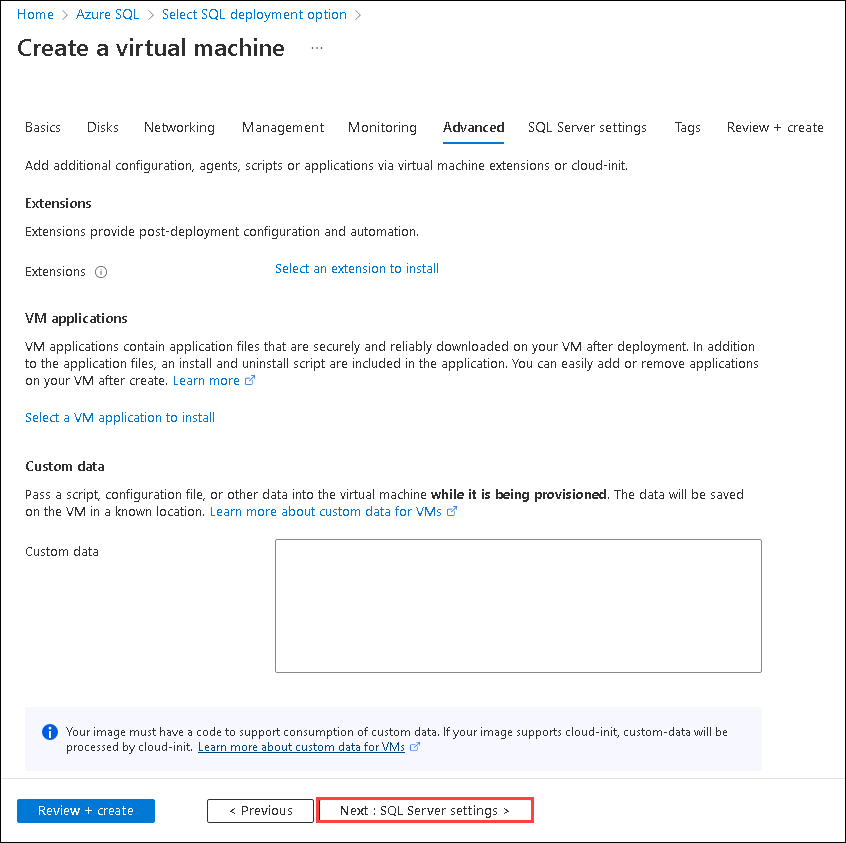 Home > Azure SQL > Select SQL deployment option >
Create a virtual machine ...
Basics Disks Networking Management Monitoring Advanced SQL Server settings Tags Review + create
Add additional configuration, agents, scripts or applications via virtual machine extensions or cloud-init.
Extensions
Extensions provide post-deployment configuration and automation.
Extensions Select an extension to install
VM applications
VM applications contain application files that are securely and reliably downloaded on your VM after deployment. In addition
to the application files, an install and uninstall script are included in the application. You can easily add or remove applications
on your VM after create. Learn more
Select a VM application to install
Custom data
Pass a script, configuration file, or other data into the virtual machine while it is being provisioned. The data will be saved
on the VM in a known location. Learn more about custom data for VMs
Custom data
Your image must have a code to support consumption of custom data. If your image supports cloud-init, custom-data will be
processed by cloud-init. Learn more about custom data for VMs
Review + create < Previous Next : SQL Server settings >